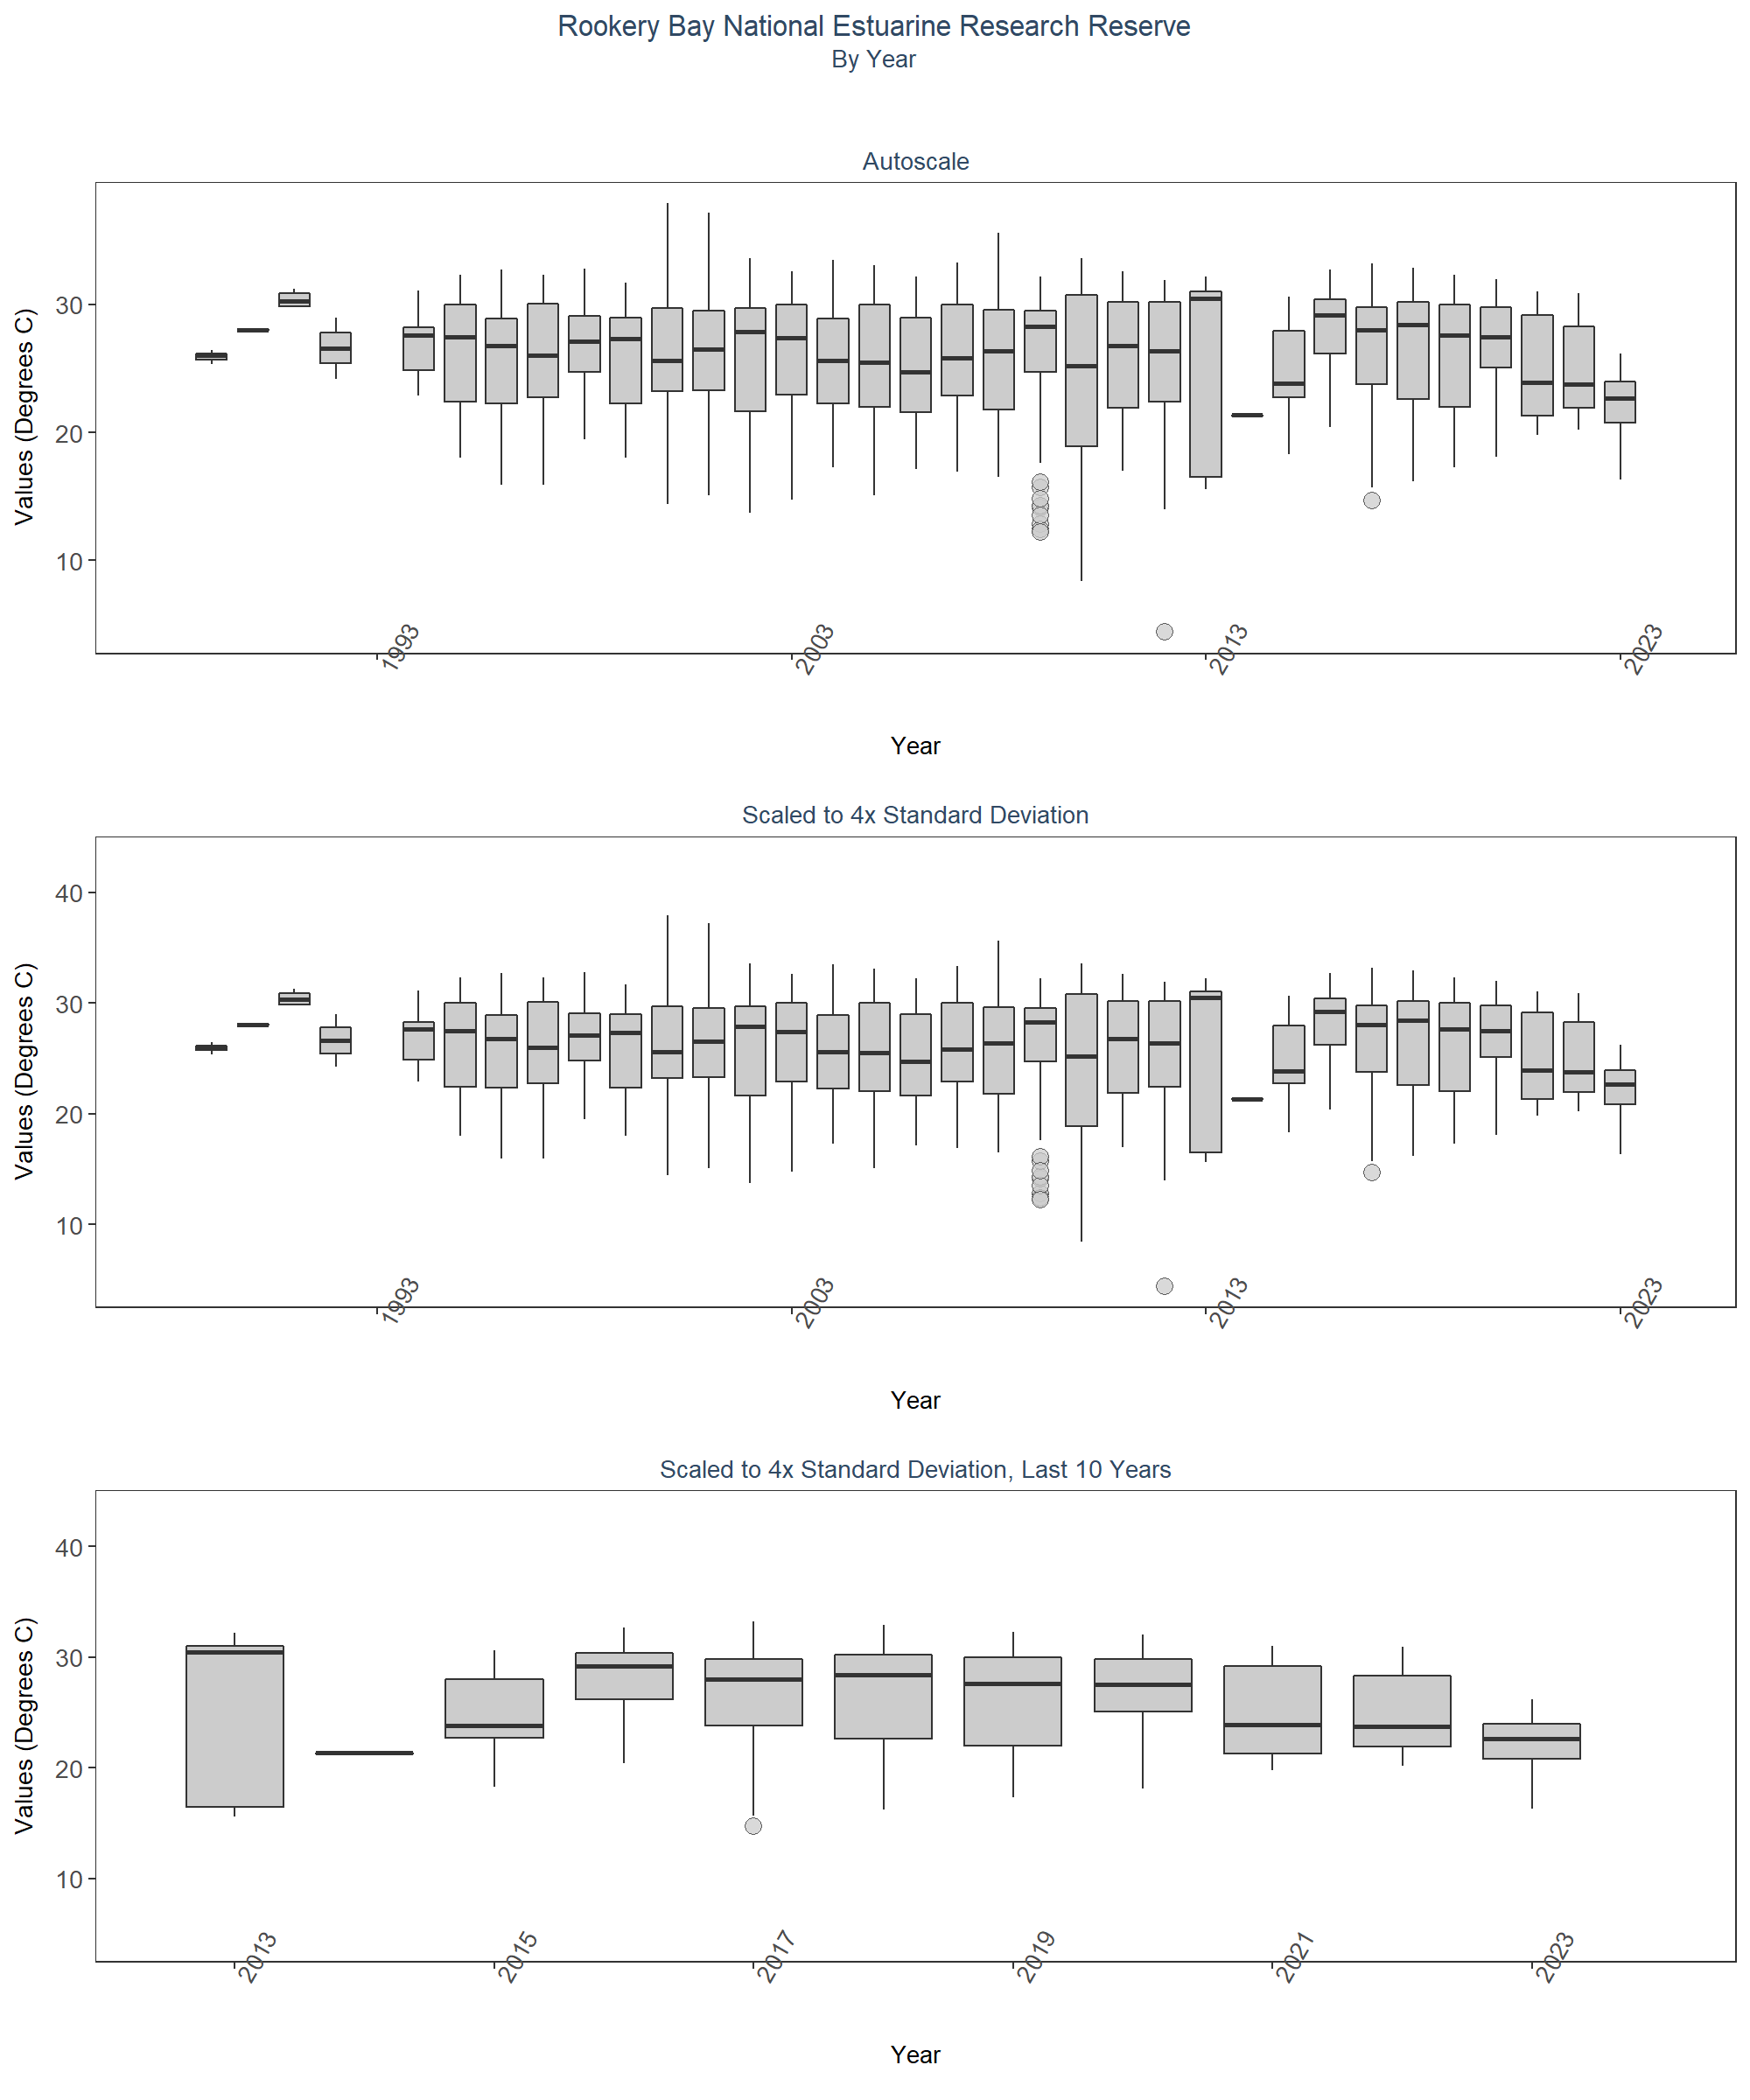 Rookery Bay National Estuarine Research Reserve
By Year
Autoscale
Values (Degrees C)
30
20
10
1993 2003 2013 2023
Year
Scaled to 4x Standard Deviation
Values (Degrees C)
40
30
20
10
1993 2003 2013 2023
Year
Scaled to 4x Standard Deviation, Last 10 Years
Values (Degrees C)
40
30
20
10
2013 2015 2017 2019 2021 2023
Year